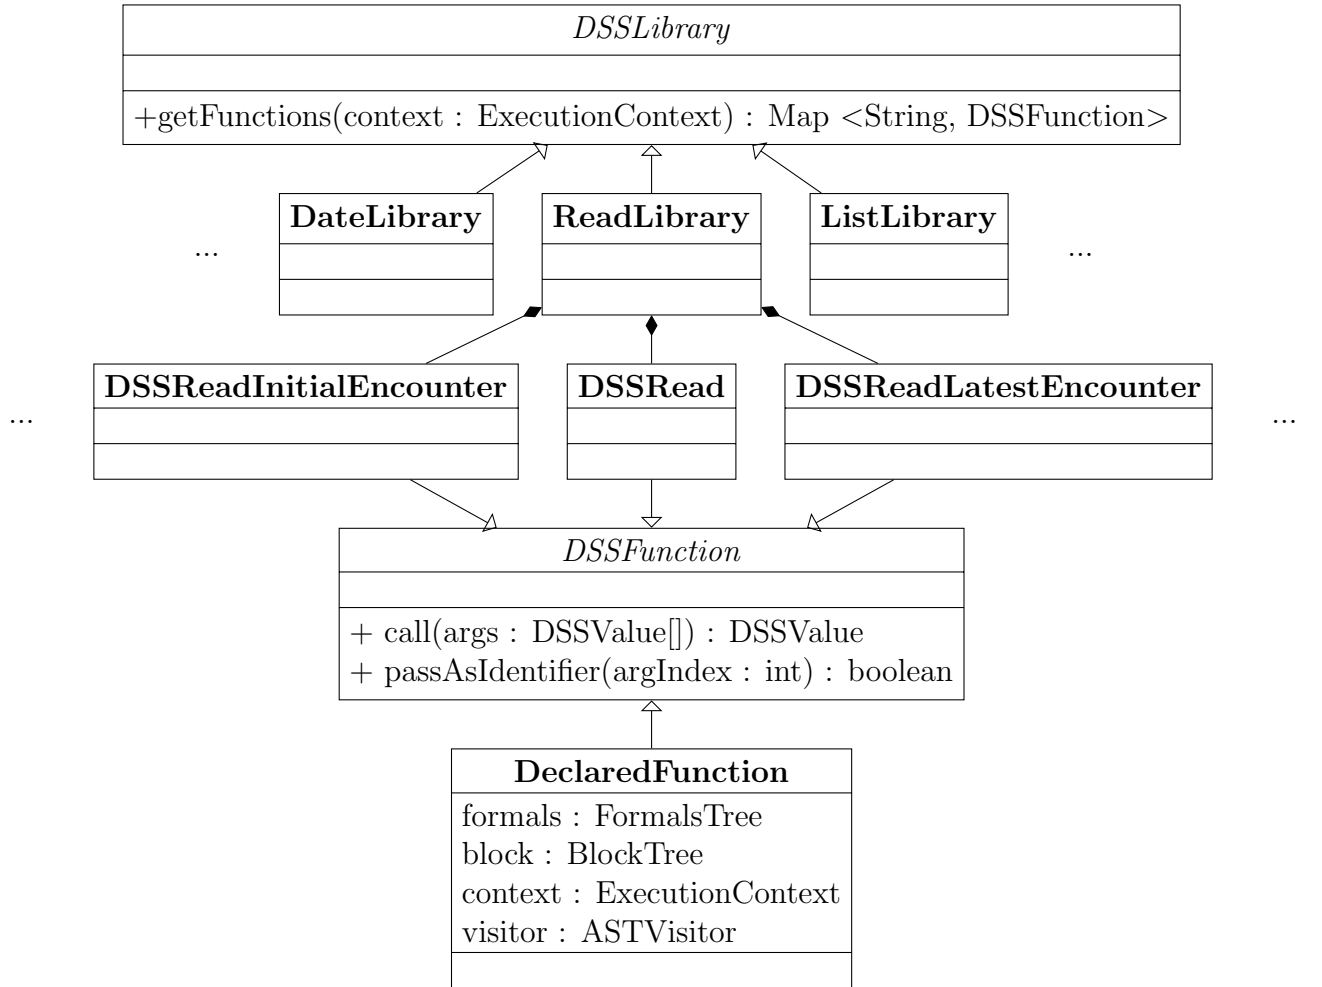 DSSLibrary
+getFunctions(context : ExecutionContext) : Map <String, DSSFunction>
... DateLibrary ReadLibrary ListLibrary ...
... DSSReadInitialEncounter DSSRead DSSReadLatestEncounter ...
DSSFunction
+ call(args : DSSValue[]) : DSSValue
+ passAsIdentifier(argIndex : int) : boolean
DeclaredFunction
formals : FormalsTree
block : BlockTree
context : ExecutionContext
visitor : ASTVisitor